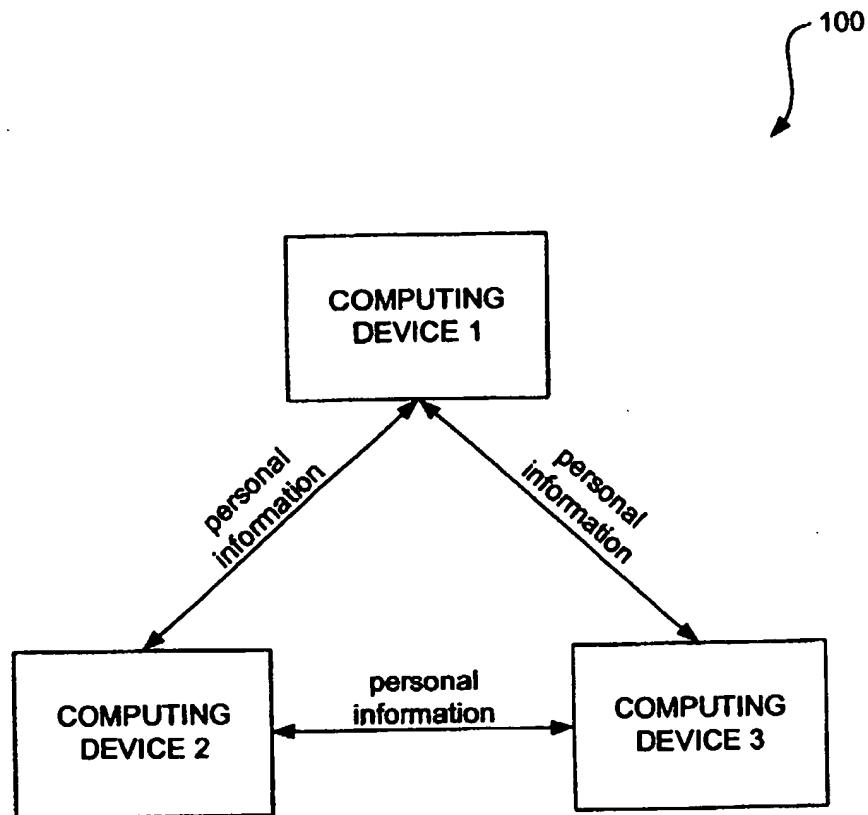 100
COMPUTING
DEVICE 1
personal
information
personal
information
personal
information
COMPUTING
DEVICE 2
COMPUTING
DEVICE 3